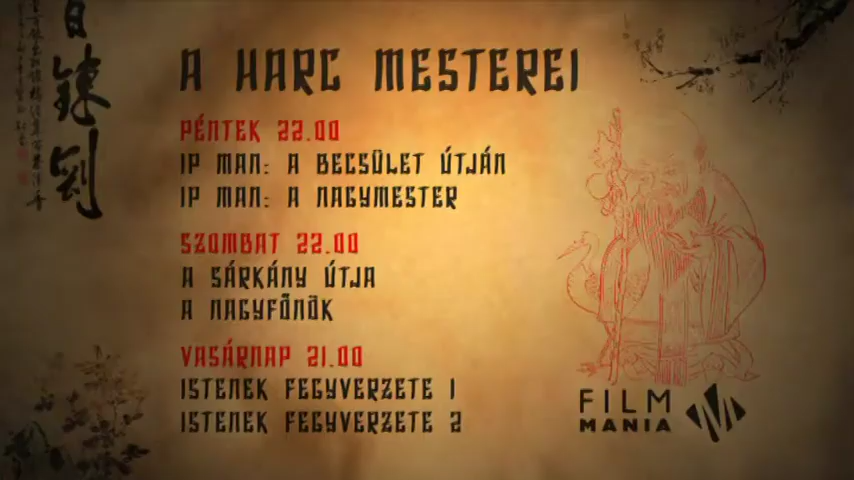 A HARC MESTEREI
PÉNTEK 22.00
IP MAN: A BECSÜLET ÚTJÁN
IP MAN: A NAGYMESTER
SZOMBAT 22.00
A SÁRKÁNY ÚTJA
A NAGYFŐNÖK
VASÁRNAP 21.00
ISTENEK FEGYVERZETE 1
ISTENEK FEGYVERZETE 2
FILM
MANIA